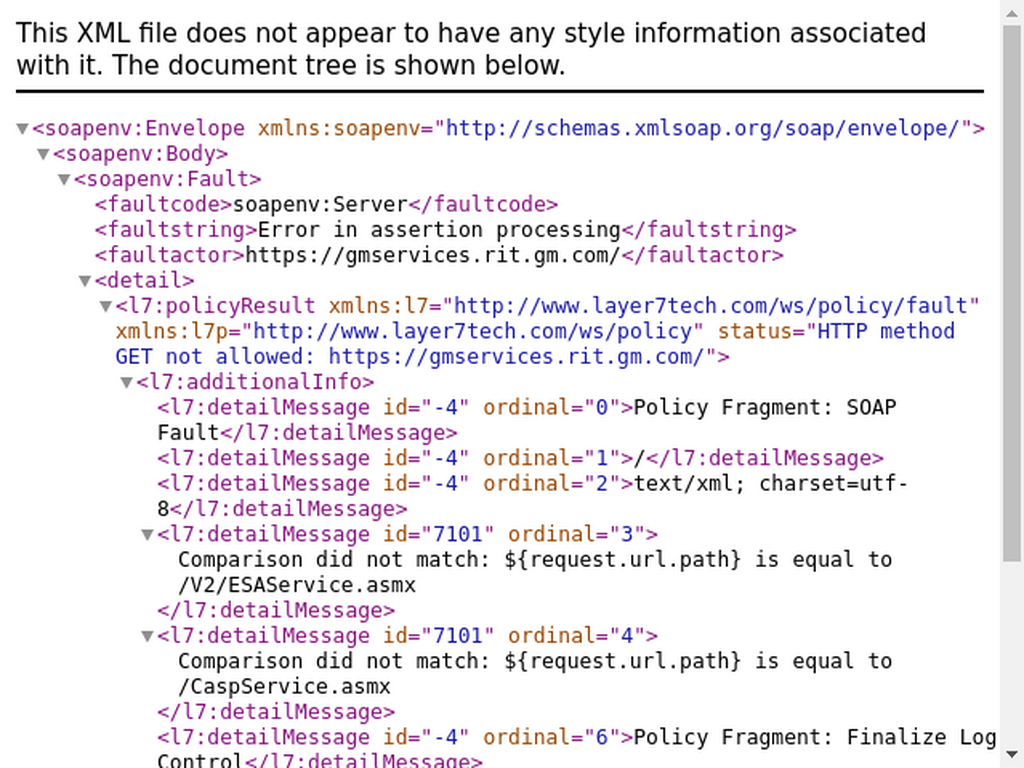 This XML file does not appear to have any style information associated
with it. The document tree is shown below.
▼<soapenv:Envelope xmlns:soapenv="http://schemas.xmlsoap.org/soap/envelope/">
▼<soapenv:Body>
▼<soapenv:Fault>
<faultcode>soapenv:Server</faultcode>
<faultstring>Error in assertion processing</faultstring>
<faultactor>https://gmservices.rit.gm.com/</faultactor>
▼<detail>
▼<l7:policyResult xmlns:l7="http://www.layer7tech.com/ws/policy/fault"
xmlns:l7p="http://www.layer7tech.com/ws/policy" status="HTTP method
GET not allowed: https://gmservices.rit.gm.com/">
▼<l7:additionalInfo>
<l7:detailMessage id="-4" ordinal="0">Policy Fragment: SOAP
Fault</l7:detailMessage>
<l7:detailMessage id="-4" ordinal="1">/</l7:detailMessage>
<l7:detailMessage id="-4" ordinal="2">text/xml; charset=utf-
8</l7:detailMessage>
▼<l7:detailMessage id="7101" ordinal="3">
Comparison did not match: ${request.url.path} is equal to
/V2/ESAService.asmx
</l7:detailMessage>
▼<l7:detailMessage id="7101" ordinal="4">
Comparison did not match: ${request.url.path} is equal to
/CaspService.asmx
</l7:detailMessage>
<l7:detailMessage id="-4" ordinal="6">Policy Fragment: Finalize Log
Control</l7:detailMessage>